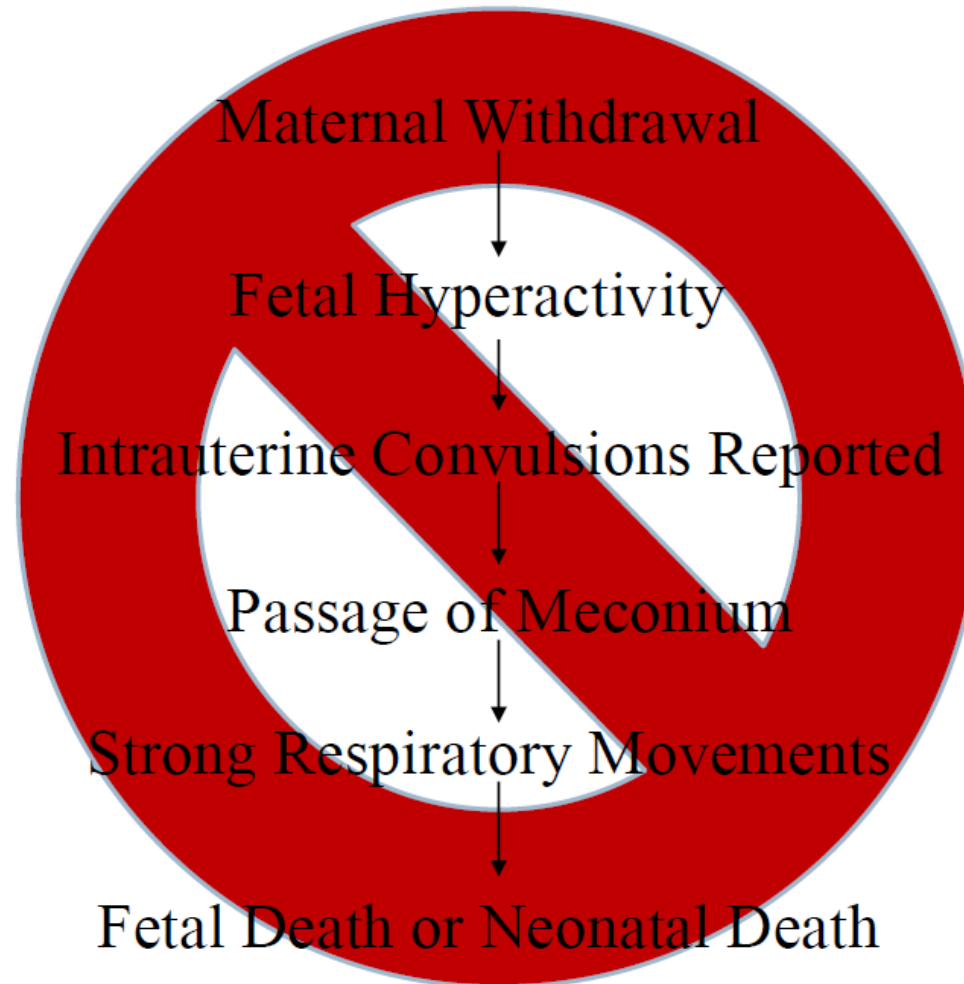 Maternal Withdrawal
Fetal Hyperactivity
Intrauterine Convulsions Reported
Passage of Meconium
Strong Respiratory Movements
Fetal Death or Neonatal Death